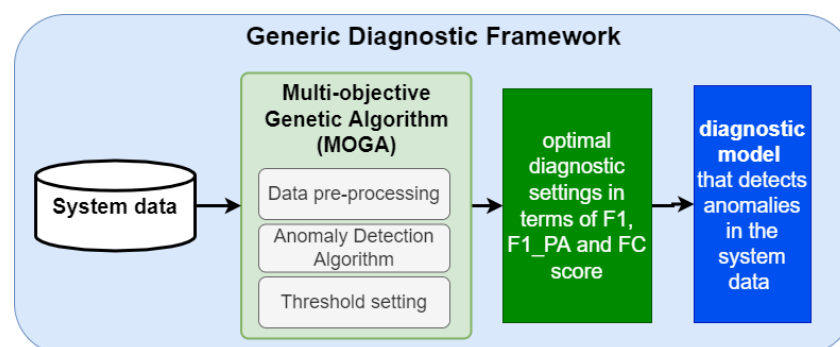 Generic Diagnostic Framework
System data
Multi-objective
Genetic Algorithm
(MOGA)
Data pre-processing
Anomaly Detection
Algorithm
Threshold setting
optimal
diagnostic
settings in
terms of F1,
F1_PA and FC
score
diagnostic
model
that detects
anomalies
in the
system
data